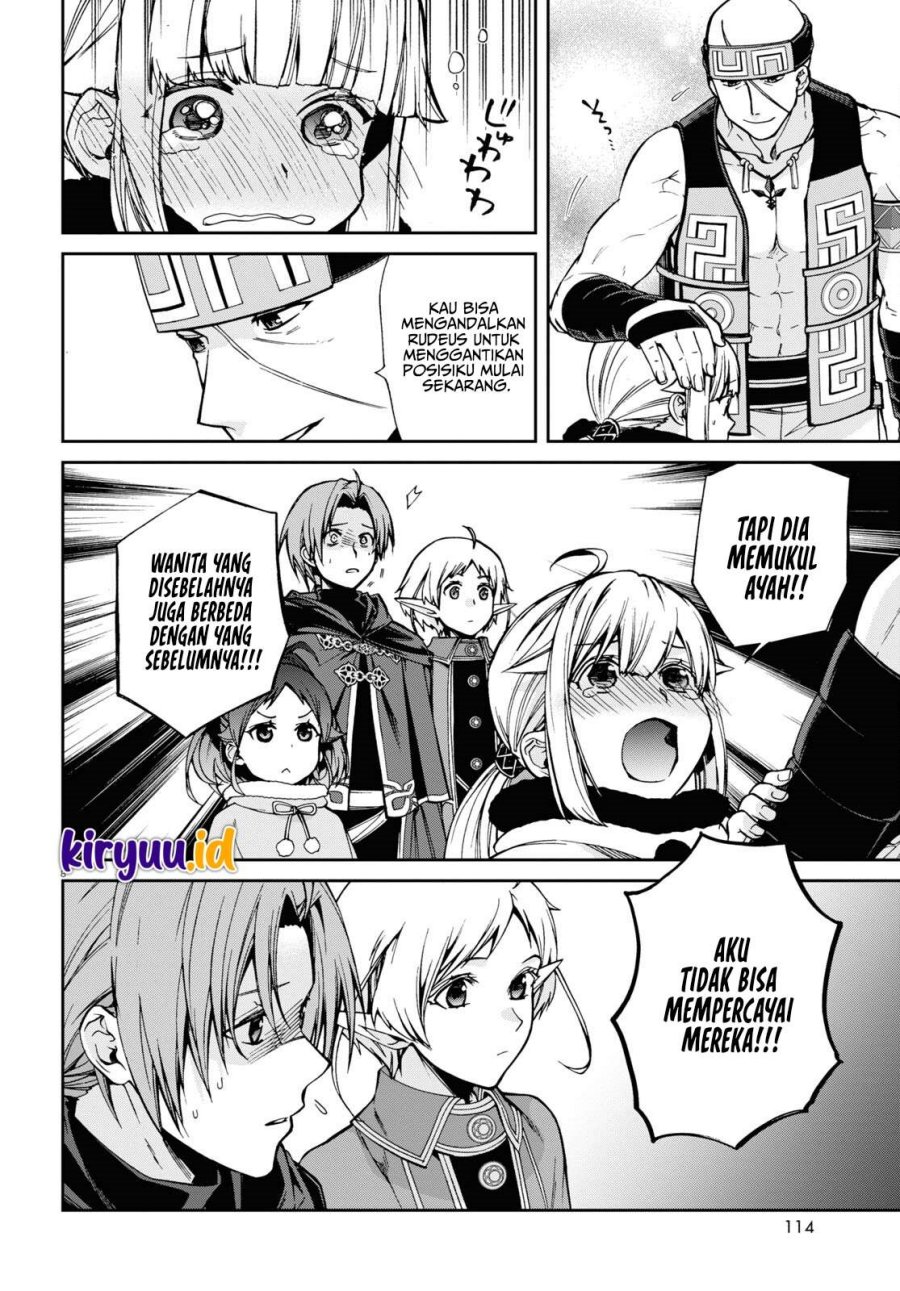 そっ
じゅわわわ
KAU BISA
MENGANDALKAN
RUDEUS UNTUK
MENGGANTIKAN
POSISIKU MULAI
SEKARANG.
TAPI DIA
MEMUKUL
AYAH!!
WANITA YANG
DISEBELAHNYA
JUGA BERBEDA
DENGAN YANG
SEBELUMNYA!!!
kiryuu.id
AKU
TIDAK BISA
MEMPERCAYAI
MEREKA!!!
114